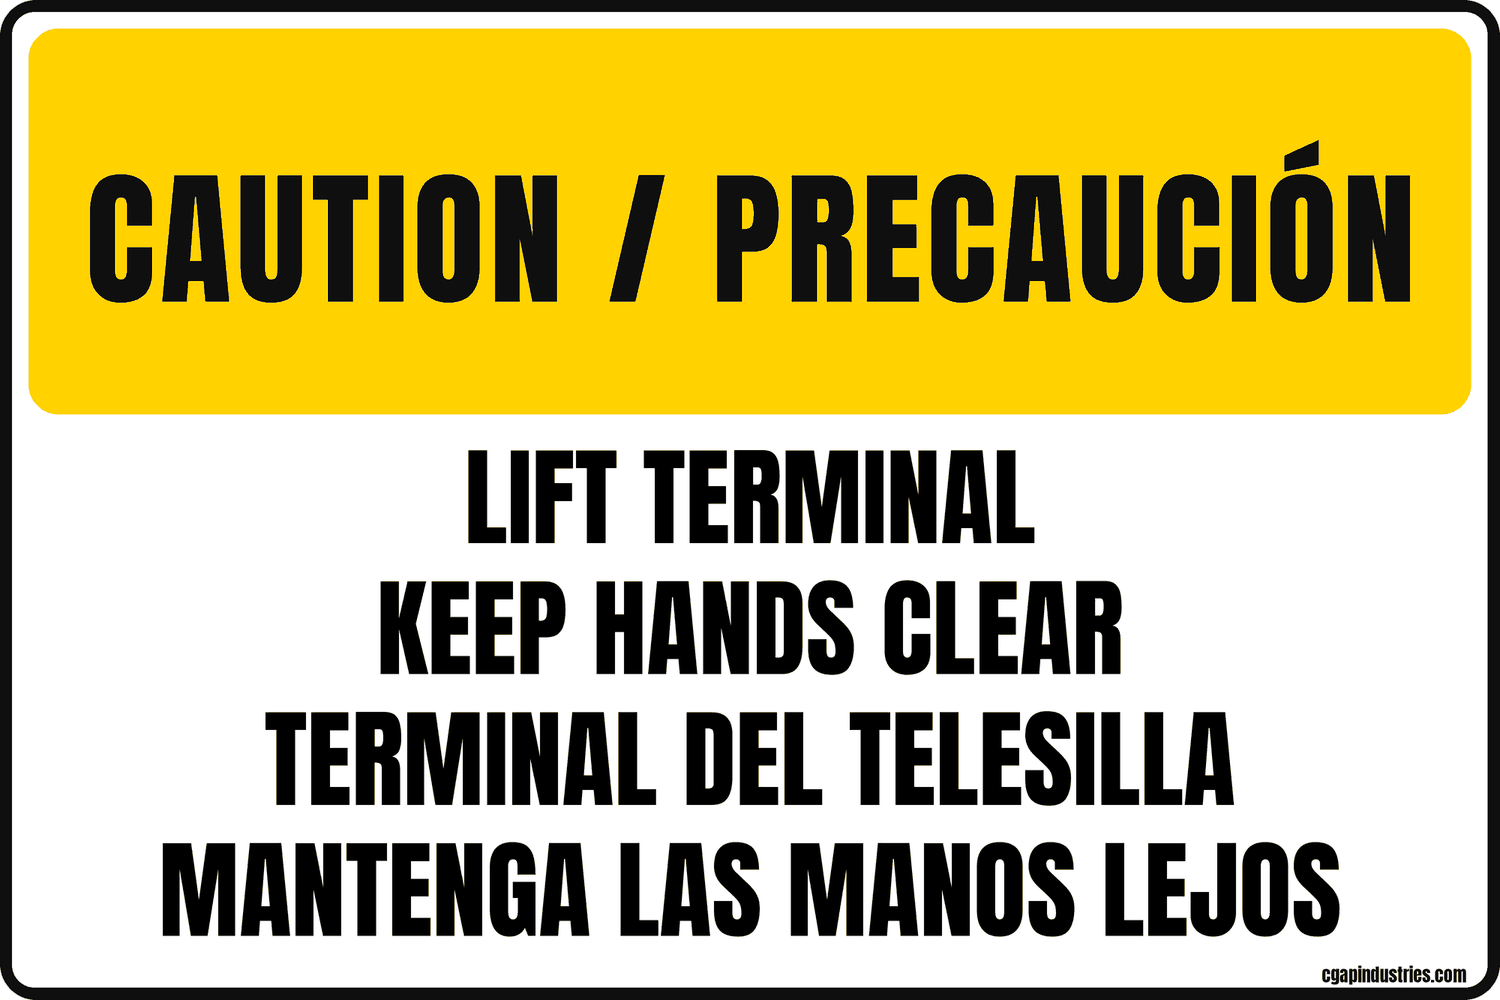 CAUTION / PRECAUCIÓN
LIFT TERMINAL
KEEP HANDS CLEAR
TERMINAL DEL TELESILLA
MANTENGA LAS MANOS LEJOS
cgapindustries.com